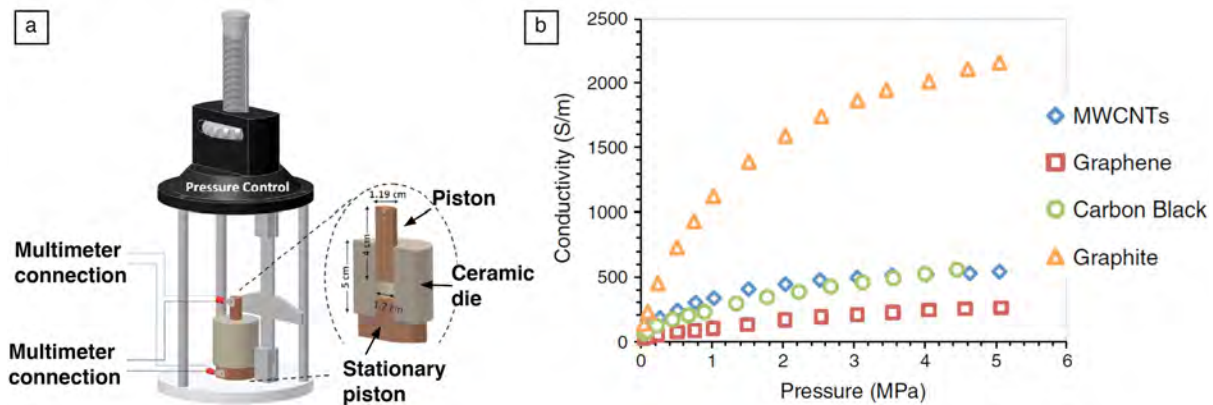 a
Pressure Control
Multimeter
connection
Multimeter
connection
1.19 cm
4 cm
5 cm
1.2 cm
Piston
Ceramic
die
Stationary
piston
b
Conductivity (S/m)
2500
2000
1500
1000
500
0
0
1
2
3
4
5
6
Pressure (MPa)
MWCNTs
Graphene
Carbon Black
Graphite